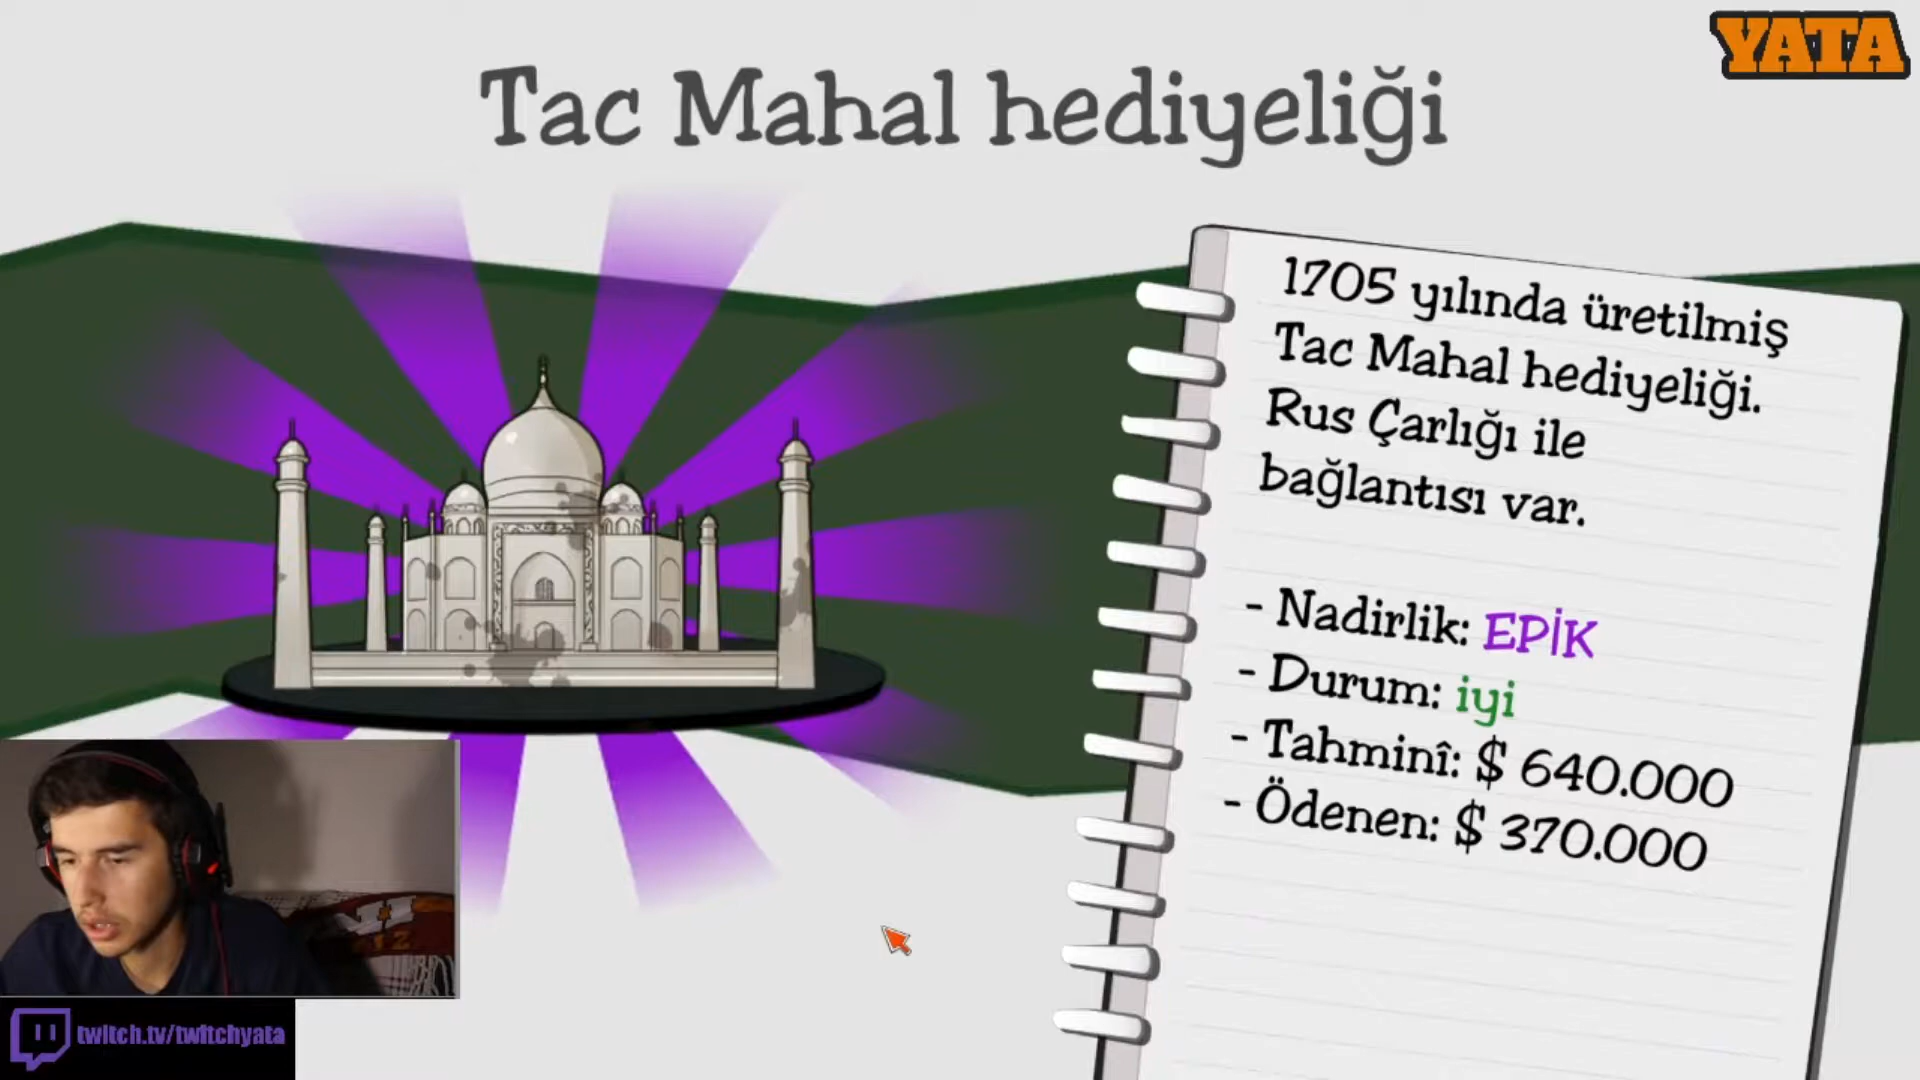 YATA
Tac Mahal hediyeliği
1705 yılında üretilmiş
Tac Mahal hediyeliği.
Rus Çarlığı ile
bağlantısı var.
- Nadirlik: EPİK
- Durum: iyi
- Tahminî: $ 640.000
- Ödenen: $ 370.000
twitch.tv/twitchyata